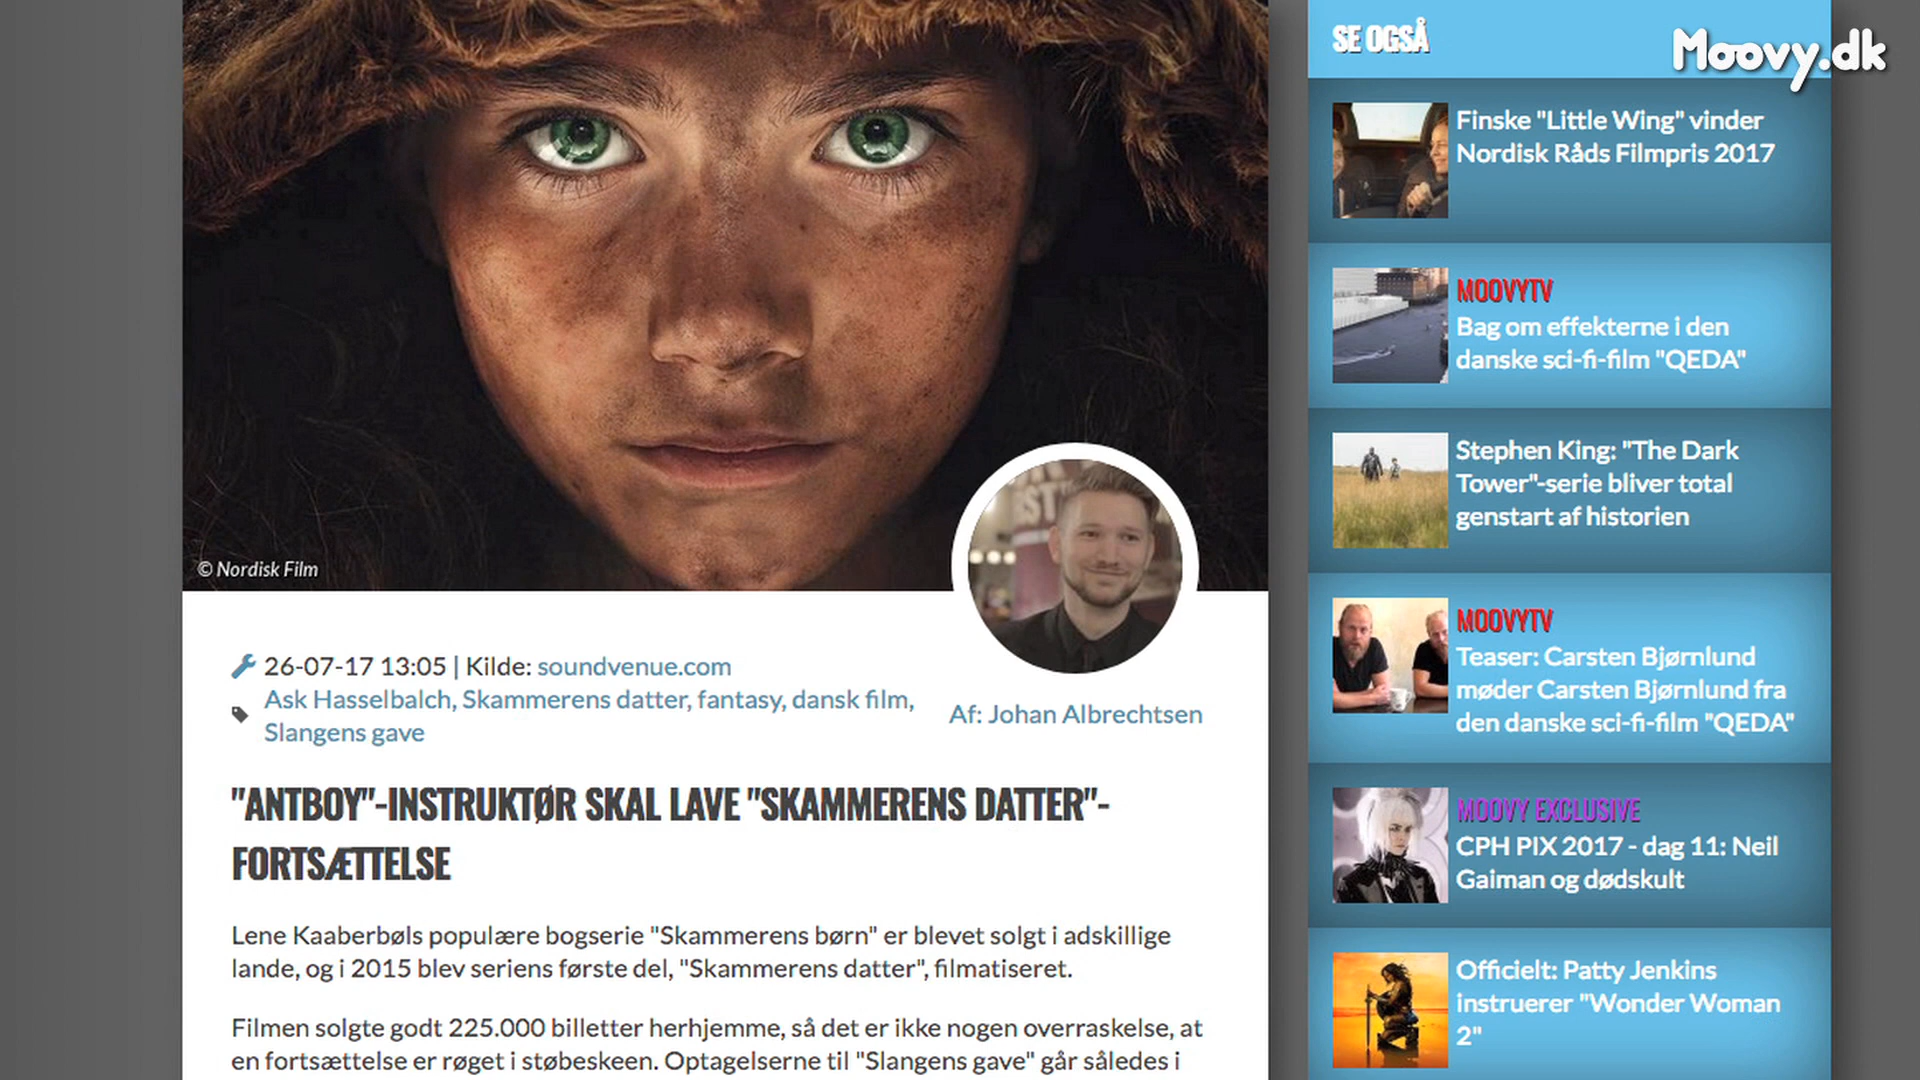 © Nordisk Film
26-07-17 13:05 | Kilde: soundvenue.com
Ask Hasselbalch, Skammerens datter, fantasy, dansk film,
Slangens gave
Af: Johan Albrechtsen
"ANTBOY"-INSTRUKTØR SKAL LAVE "SKAMMERENS DATTER"-
FORTSÆTTELSE
Lene Kaaberbøls populære bogserie "Skammerens børn" er blevet solgt i adskillige
lande, og i 2015 blev seriens første del, "Skammerens datter", filmatiseret.
Filmen solgte godt 225.000 billetter herhjemme, så det er ikke nogen overraskelse, at
en fortsættelse er røget i støbeskeen. Optagelserne til "Slangens gave" går således i
SE OGSÅ
Moovy.dk
Finske "Little Wing" vinder
Nordisk Råds Filmpris 2017
MOOVYTV
Bag om effekterne i den
danske sci-fi-film "QEDA"
Stephen King: "The Dark
Tower"-serie bliver total
genstart af historien
MOOVYTV
Teaser: Carsten Bjørnlund
møder Carsten Bjørnlund fra
den danske sci-fi-film "QEDA"
MOOVY EXCLUSIVE
CPH PIX 2017 - dag 11: Neil
Gaiman og dødskult
Officielt: Patty Jenkins
instruerer "Wonder Woman
2"